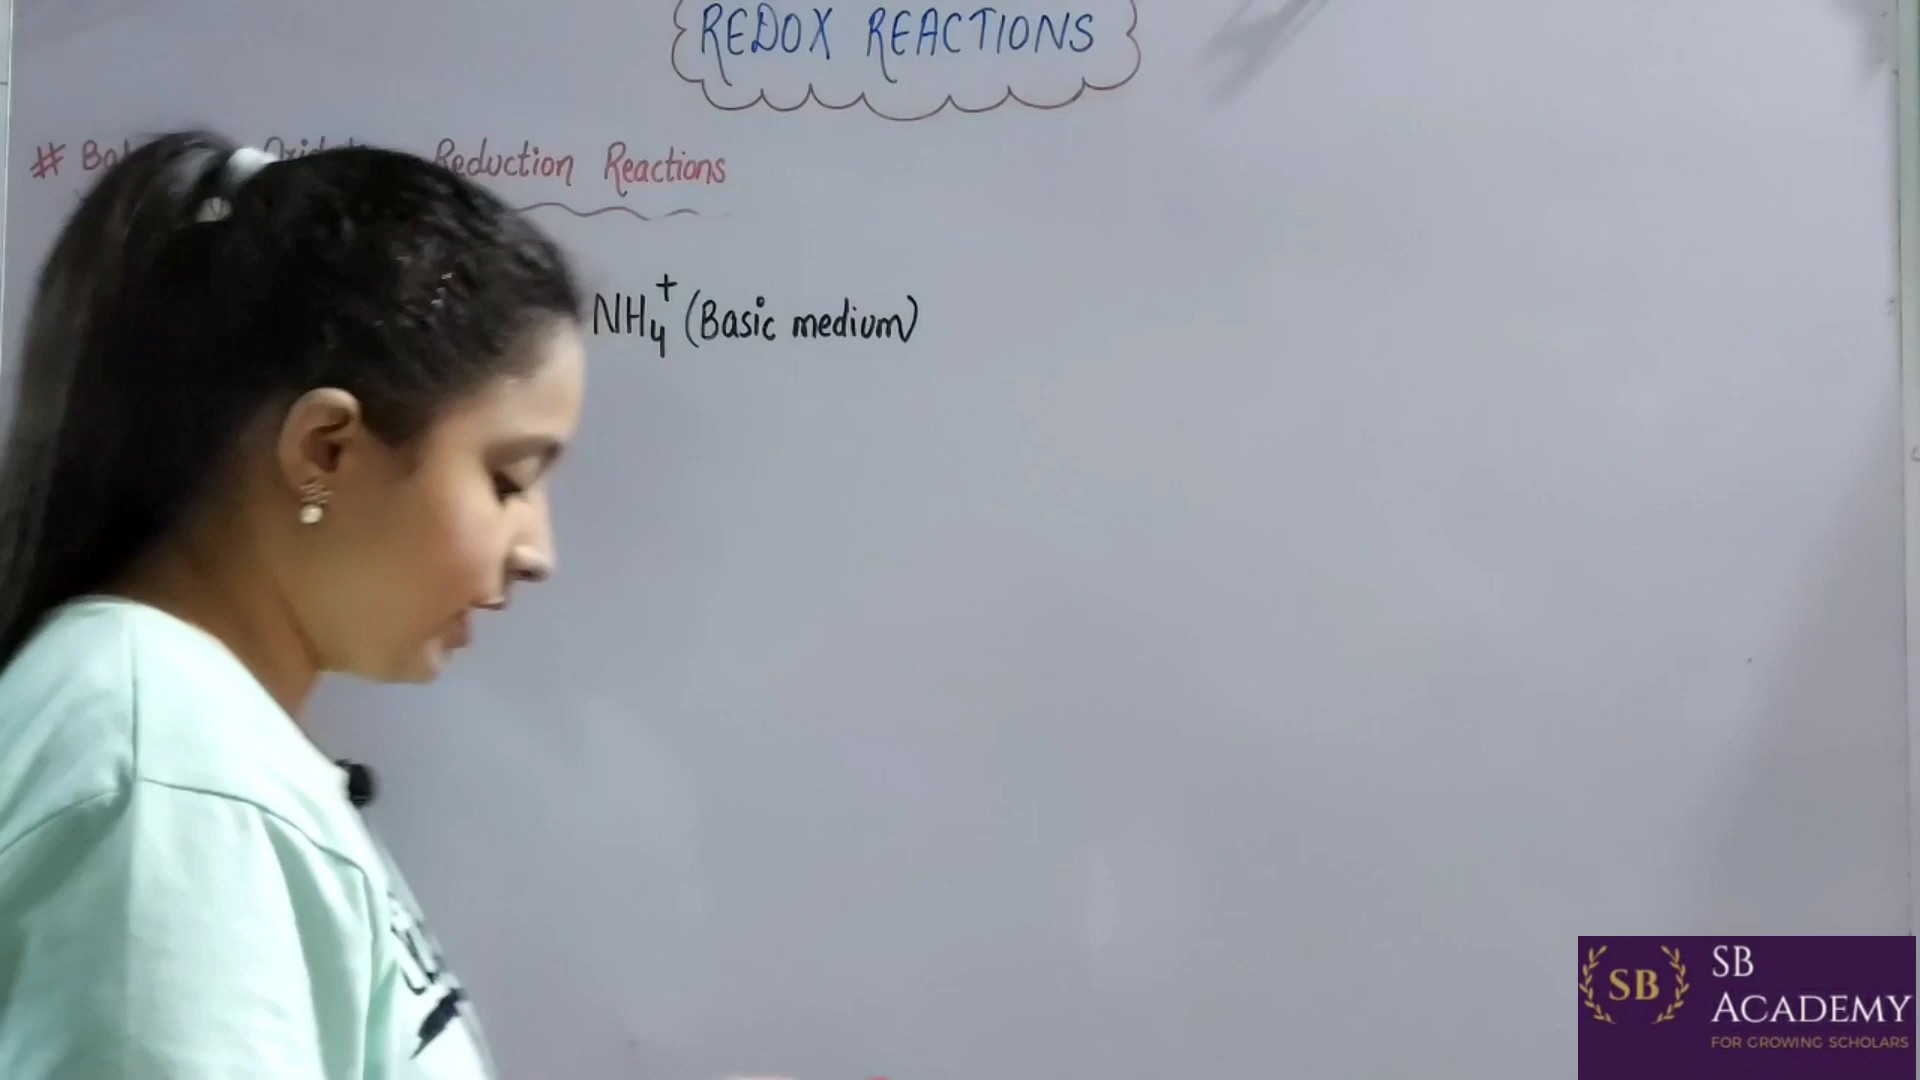 REDOX REACTIONS
# Reduction Reactions
NH₄⁺ (Basic medium)
SB
SB
ACADEMY
FOR GROWING SCHOLARS